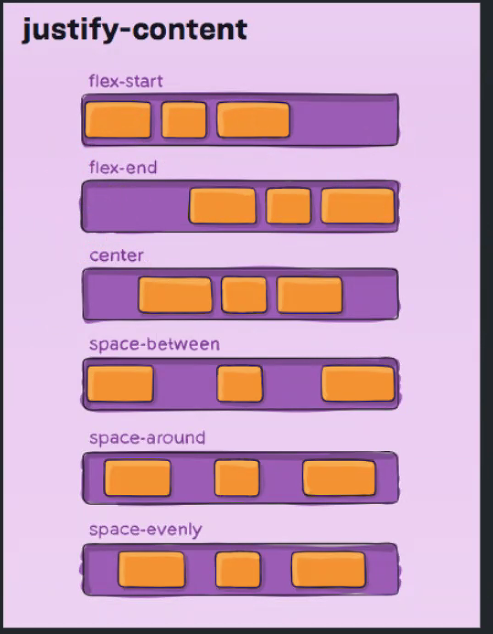 justify-content
flex-start
flex-end
center
space-between
space-around
space-evenly